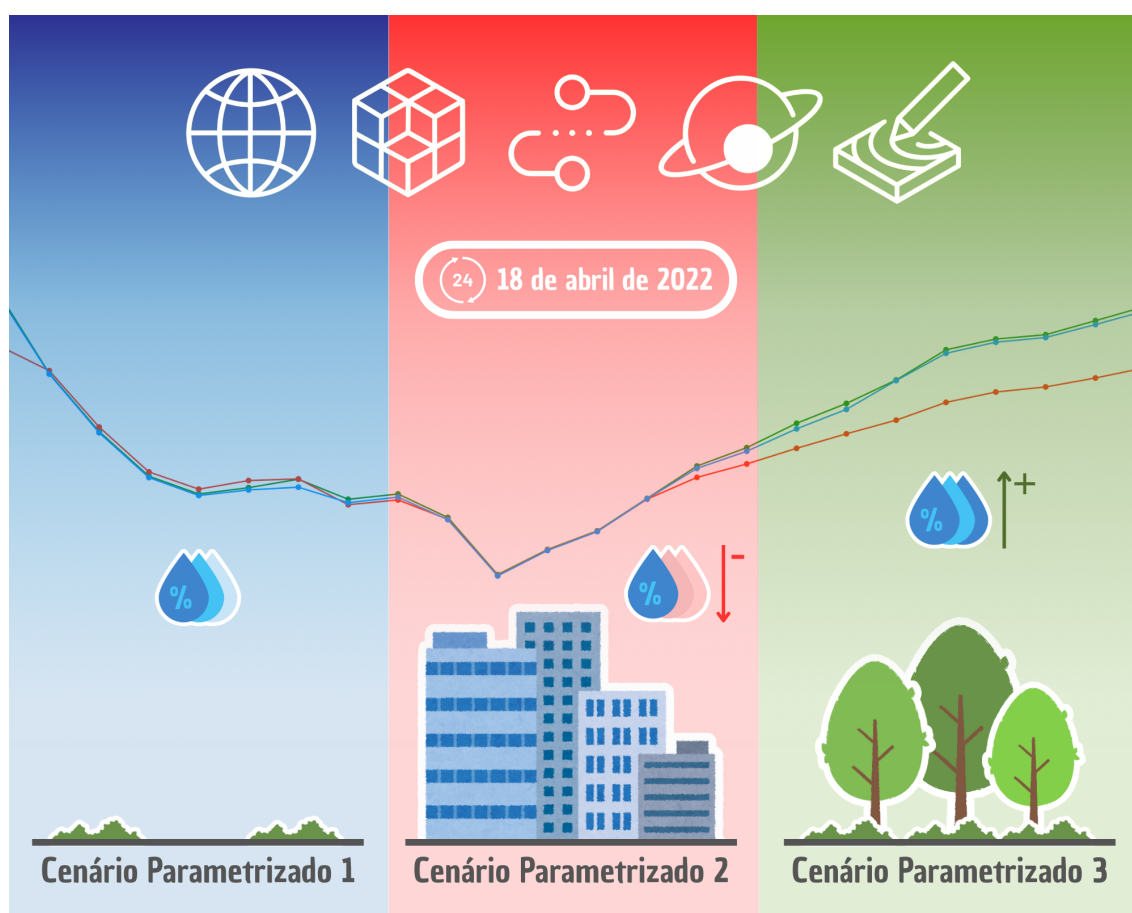 24 18 de abril de 2022
%
%
%
+
-
Cenário Parametrizado 1
Cenário Parametrizado 2
Cenário Parametrizado 3